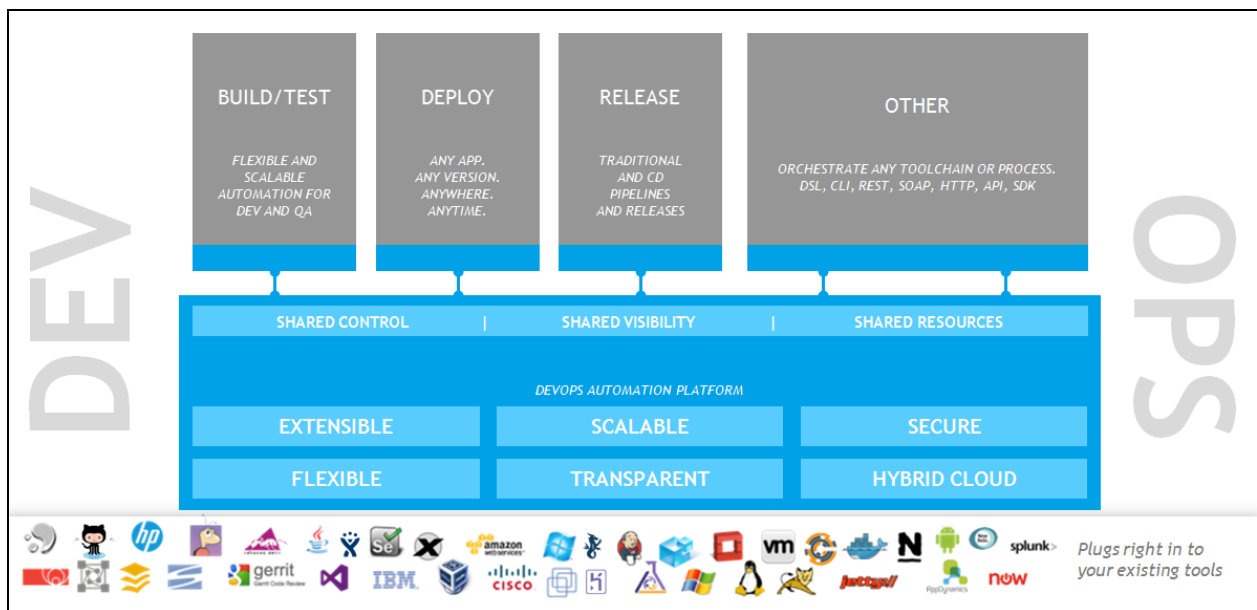 DEV
BUILD/TEST
FLEXIBLE AND
SCALABLE
AUTOMATION FOR
DEV AND QA
DEPLOY
ANY APP.
ANY VERSION.
ANYWHERE.
ANYTIME.
RELEASE
TRADITIONAL
AND CD
PIPELINES
AND RELEASES
OTHER
ORCHESTRATE ANY TOOLCHAIN OR PROCESS.
DSL, CLI, REST, SOAP, HTTP, API, SDK
OPS
SHARED CONTROL | SHARED VISIBILITY | SHARED RESOURCES
DEVOPS AUTOMATION PLATFORM
EXTENSIBLE SCALABLE SECURE
FLEXIBLE TRANSPARENT HYBRID CLOUD
hp
Java
Se
amazon
webservices
vm
N
splunk>
gerrit
Gerrit Code Review
IBM.
CISCO
jetty://
AppDynamics
now
Plugs right in to
your existing tools